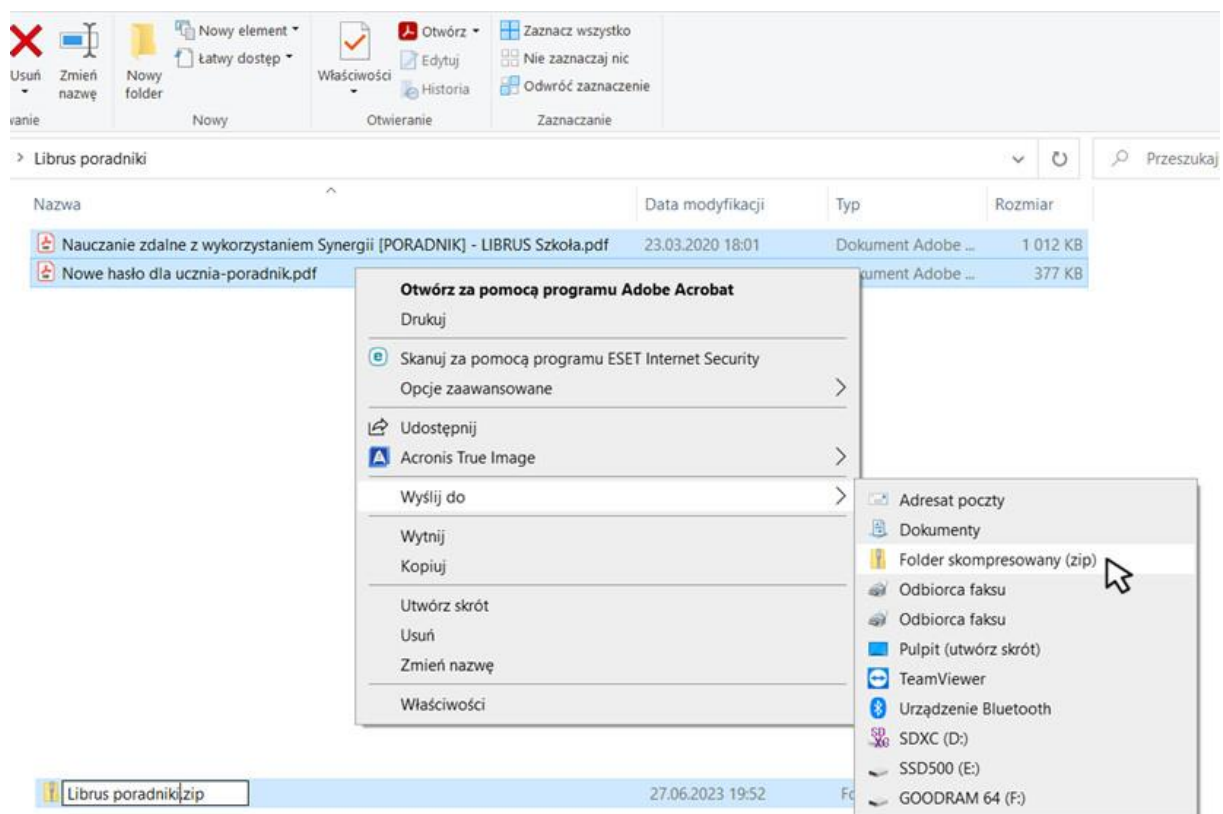 Usuń
Zmień nazwę
Nowy folder
Nowy element
Łatwy dostęp
Właściwości
Otwórz
Edytuj
Historia
Zaznacz wszystko
Nie zaznaczaj nic
Odwróć zaznaczenie
wanie
Nowy
Otwieranie
Zaznaczanie
> Librus poradniki
Przeszukaj
Nazwa
Data modyfikacji
Typ
Rozmiar
Nauczanie zdalne z wykorzystaniem Synergii [PORADNIK] - LIBRUS Szkoła.pdf 23.03.2020 18:01 Dokument Adobe ... 1 012 KB
Nowe hasło dla ucznia-poradnik.pdf kument Adobe ... 377 KB
Otwórz za pomocą programu Adobe Acrobat
Drukuj
Skanuj za pomocą programu ESET Internet Security
Opcje zaawansowane
Udostępnij
Acronis True Image
Wyślij do
Wytnij
Kopiuj
Utwórz skrót
Usuń
Zmień nazwę
Właściwości
Adresat poczty
Dokumenty
Folder skompresowany (zip)
Odbiorca faksu
Odbiorca faksu
Pulpit (utwórz skrót)
TeamViewer
Urządzenie Bluetooth
SDXC (D:)
SSD500 (E:)
GOODRAM 64 (F:)
Librus poradniki.zip 27.06.2023 19:52 Fo